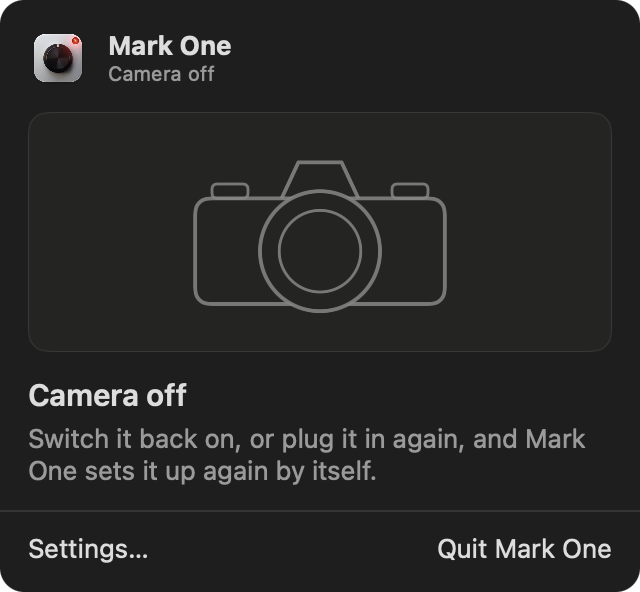 Mark One
Camera off
Camera off
Switch it back on, or plug it in again, and Mark
One sets it up again by itself.
Settings...
Quit Mark One